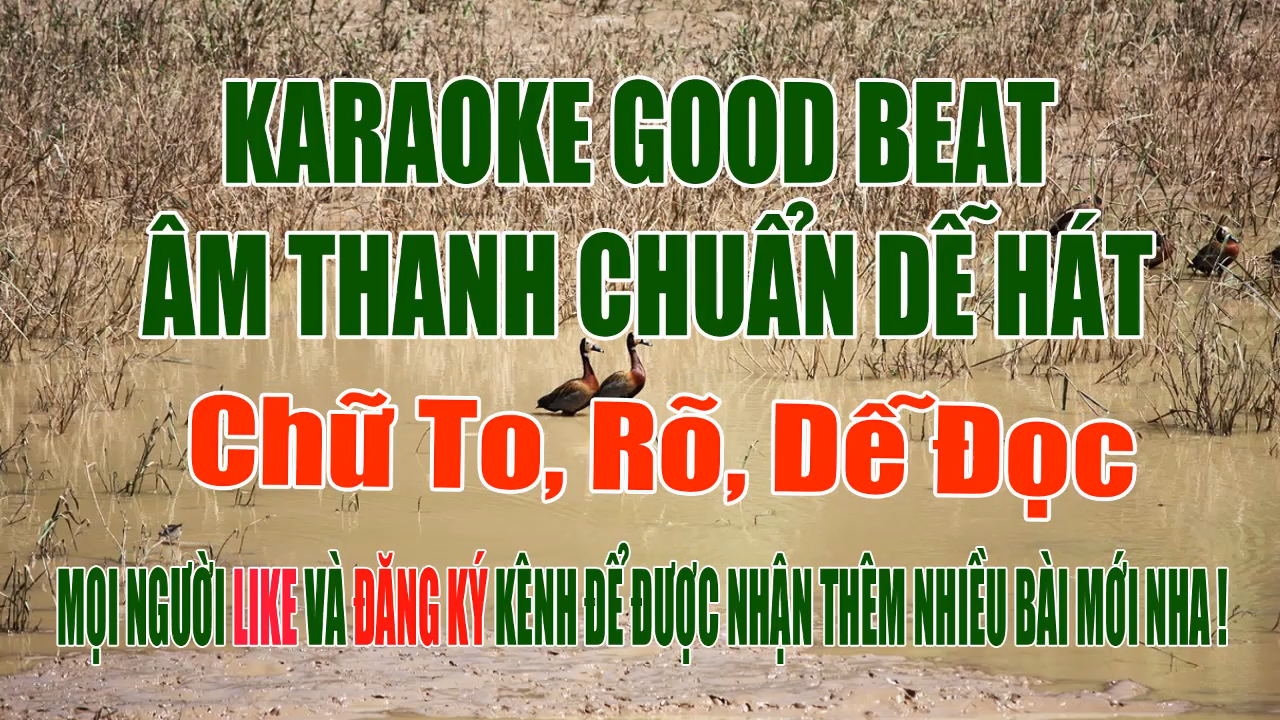 KARAOKE GOOD BEAT
ÂM THANH CHUẨN DỄ HÁT
Chữ To, Rõ, Dễ Đọc
MỌI NGƯỜI LIKE VÀ ĐĂNG KÝ KÊNH ĐỂ ĐƯỢC NHẬN THÊM NHIỀU BÀI MỚI NHA !